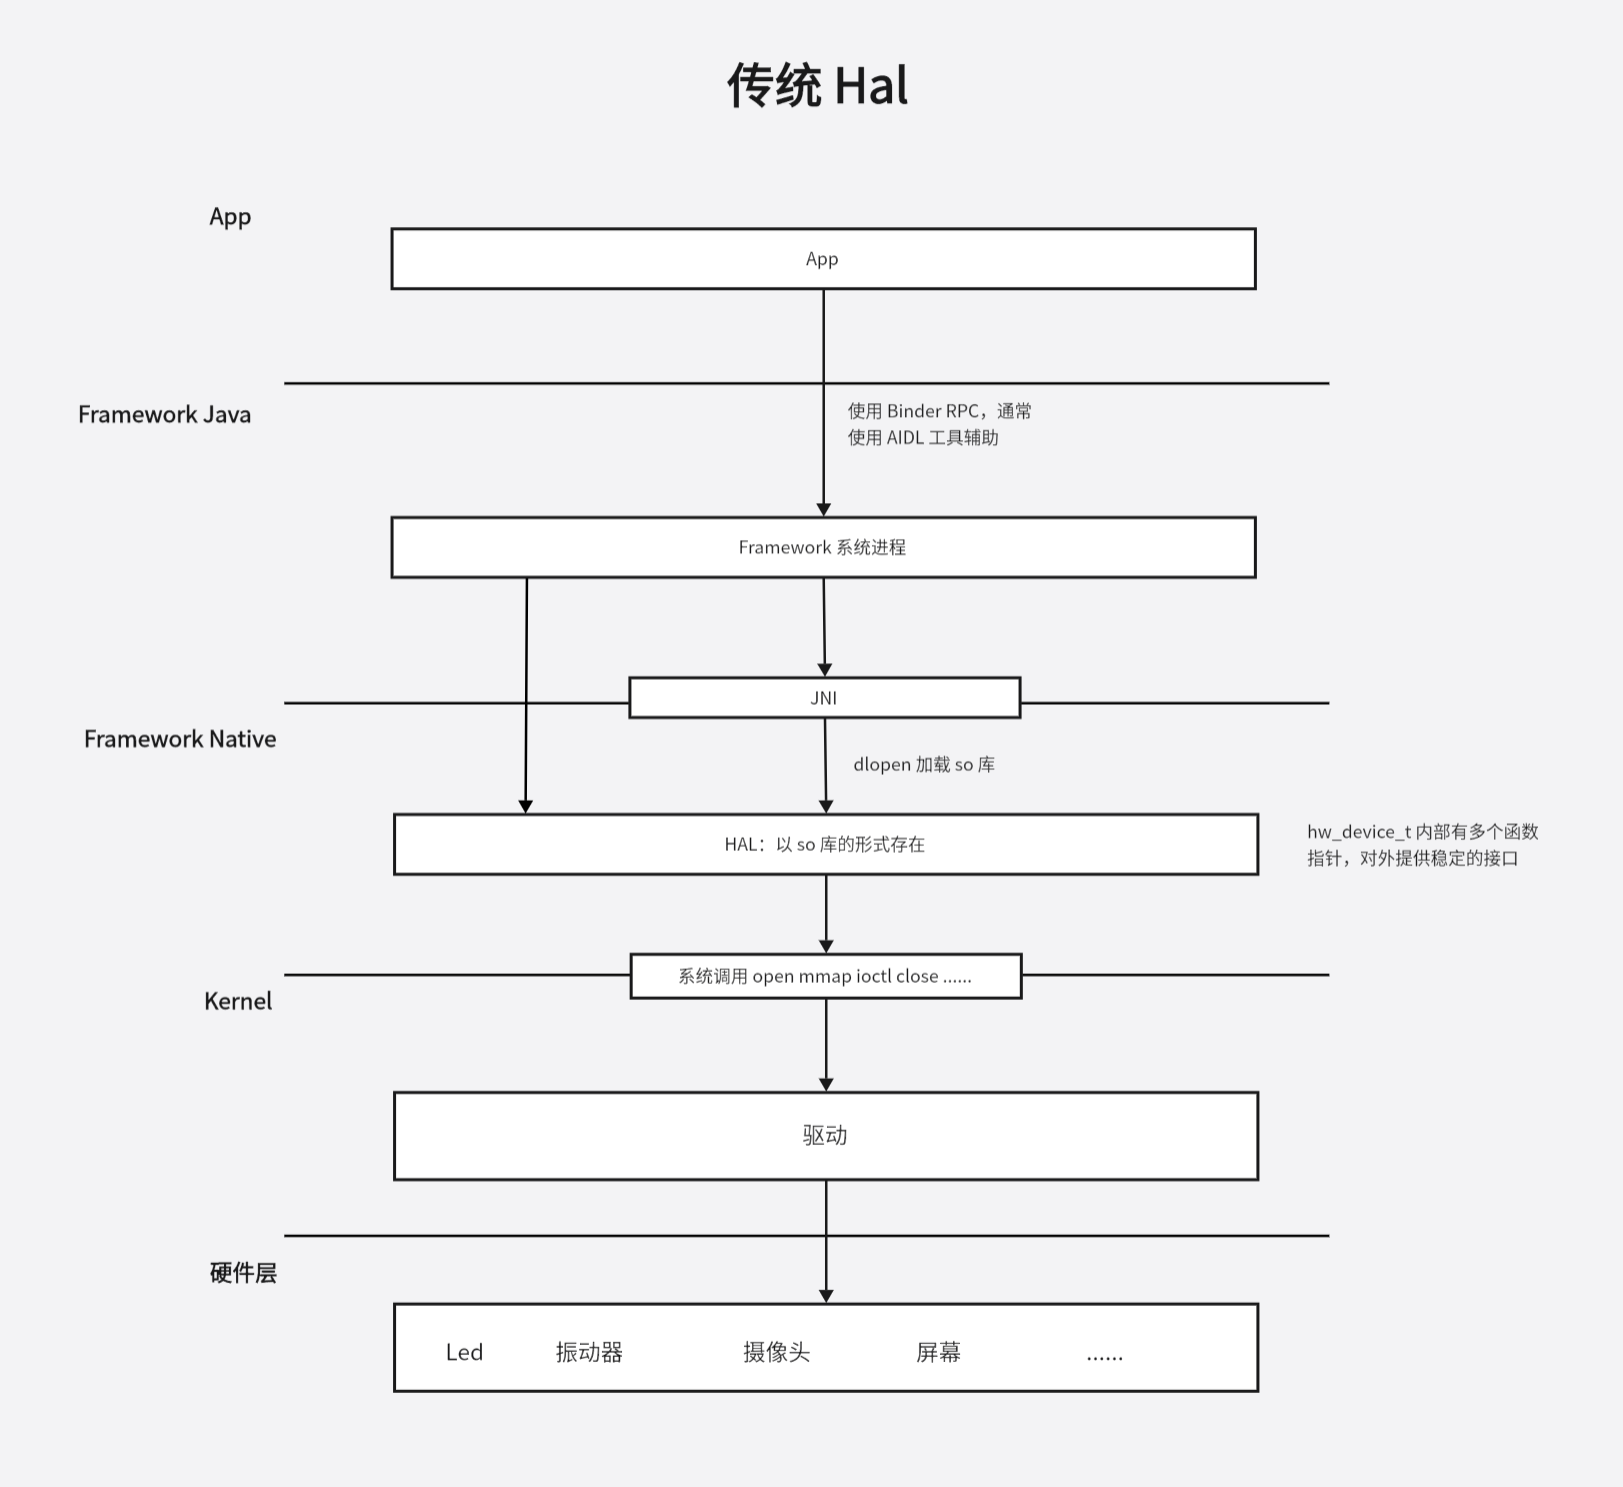 传统 Hal
App
App
Framework Java
使用 Binder RPC，通常
使用 AIDL 工具辅助
Framework 系统进程
JNI
Framework Native
dlopen 加载 so 库
HAL：以 so 库的形式存在
hw_device_t 内部有多个函数
指针，对外提供稳定的接口
系统调用 open mmap ioctl close ......
Kernel
驱动
硬件层
Led 振动器 摄像头 屏幕 ......